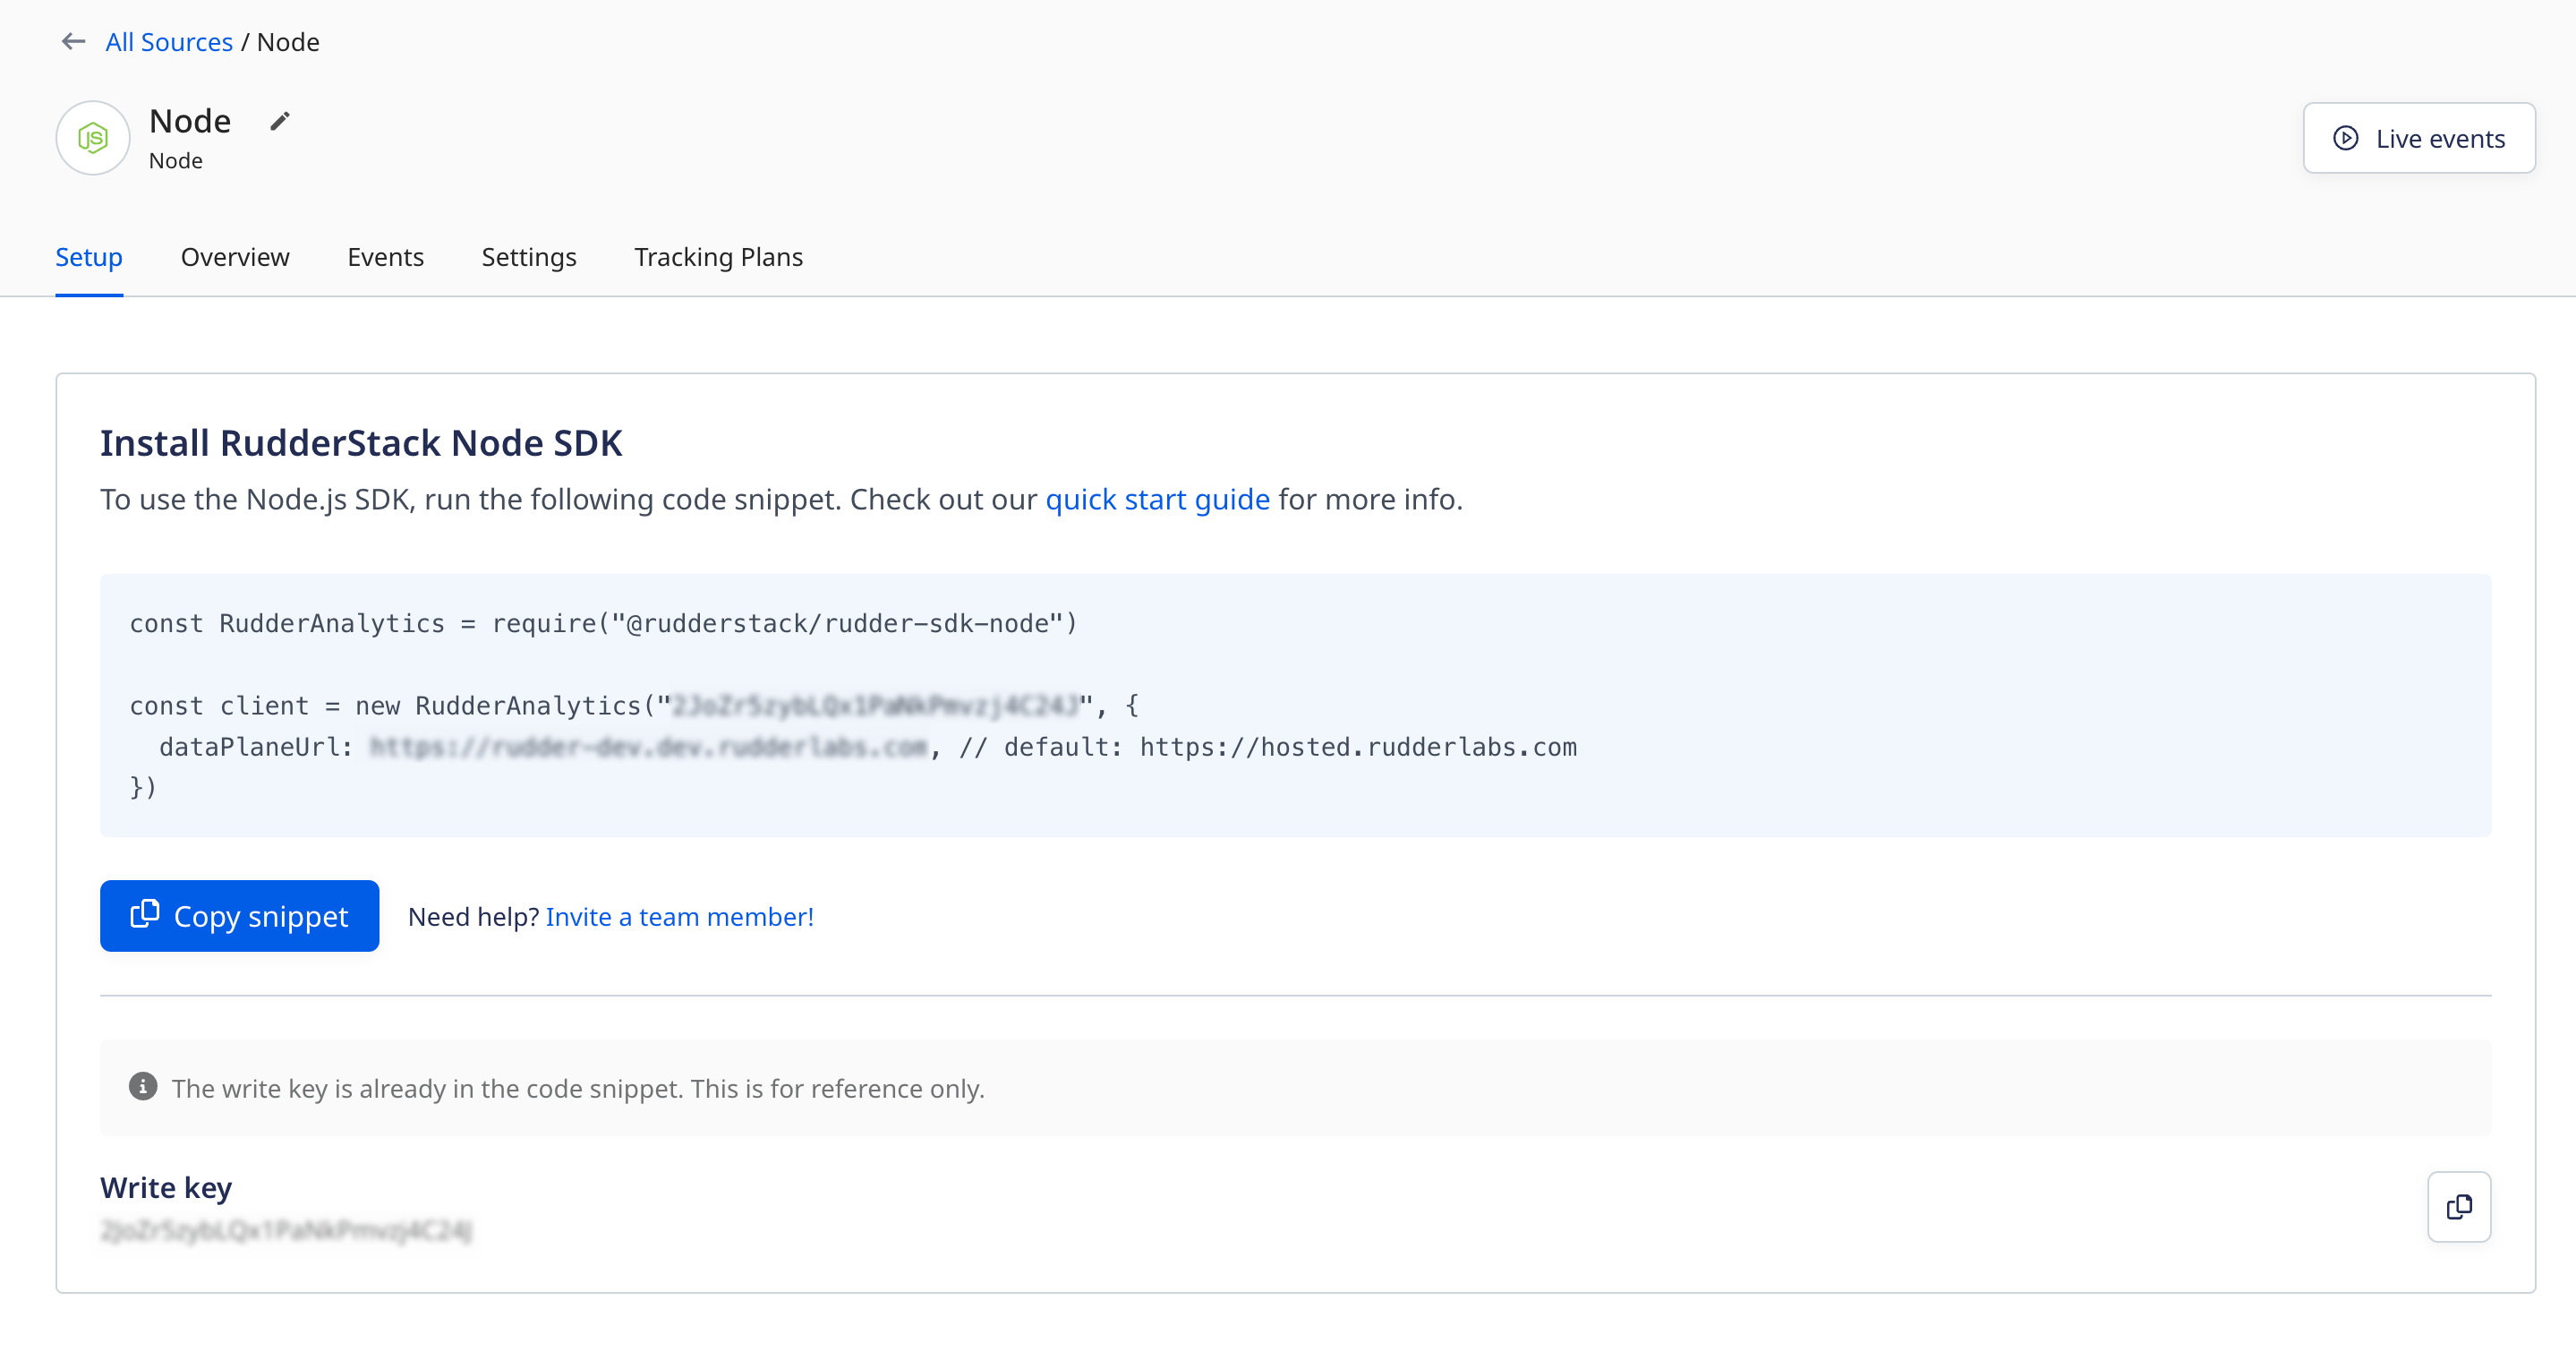 All Sources / Node
Node
Node
Live events
Setup Overview Events Settings Tracking Plans
Install RudderStack Node SDK
To use the Node.js SDK, run the following code snippet. Check out our quick start guide for more info.
const RudderAnalytics = require("@rudderstack/rudder-sdk-node")
const client = new RudderAnalytics("", {
dataPlaneUrl: , // default: https://hosted.rudderlabs.com
})
Copy snippet
Need help? Invite a team member!
The write key is already in the code snippet. This is for reference only.
Write key